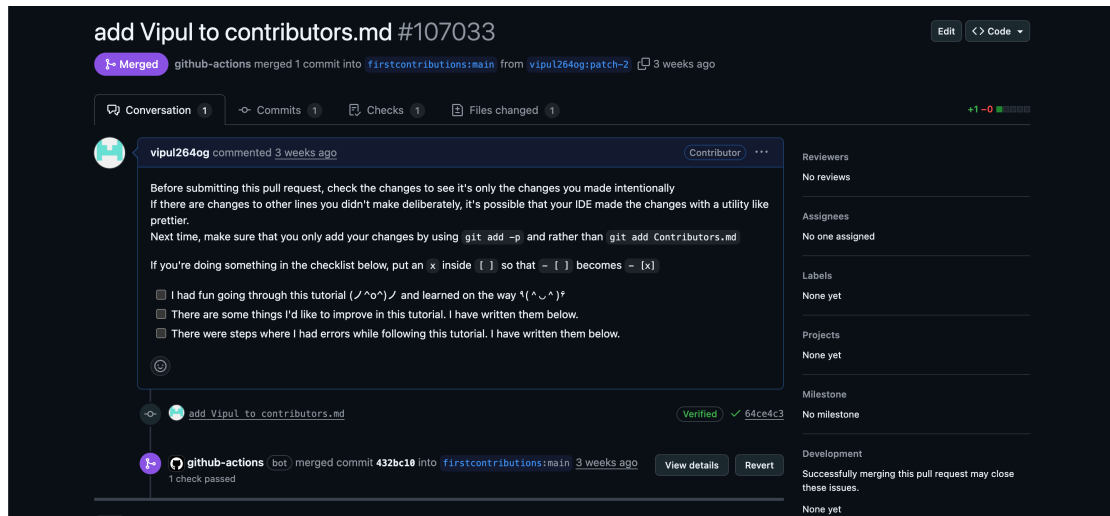 add Vipul to contributors.md #107033
Edit
<> Code
Merged
github-actions merged 1 commit into firstcontributions:main from vipul264og:patch-2 3 weeks ago
Conversation 1
Commits 1
Checks 1
Files changed 1
+1 −0
vipul264og commented 3 weeks ago
Contributor
Before submitting this pull request, check the changes to see it's only the changes you made intentionally
If there are changes to other lines you didn't make deliberately, it's possible that your IDE made the changes with a utility like
prettier.
Next time, make sure that you only add your changes by using git add -p and rather than git add Contributors.md
If you're doing something in the checklist below, put an x inside [ ] so that - [ ] becomes - [x]
I had fun going through this tutorial (ノ^o^)ノ and learned on the way ٩(^‿^)۶
There are some things I'd like to improve in this tutorial. I have written them below.
There were steps where I had errors while following this tutorial. I have written them below.
add Vipul to contributors.md
Verified
64ce4c3
github-actions bot merged commit 432bc10 into firstcontributions:main 3 weeks ago
1 check passed
View details
Revert
Reviewers
No reviews
Assignees
No one assigned
Labels
None yet
Projects
None yet
Milestone
No milestone
Development
Successfully merging this pull request may close
these issues.
None yet